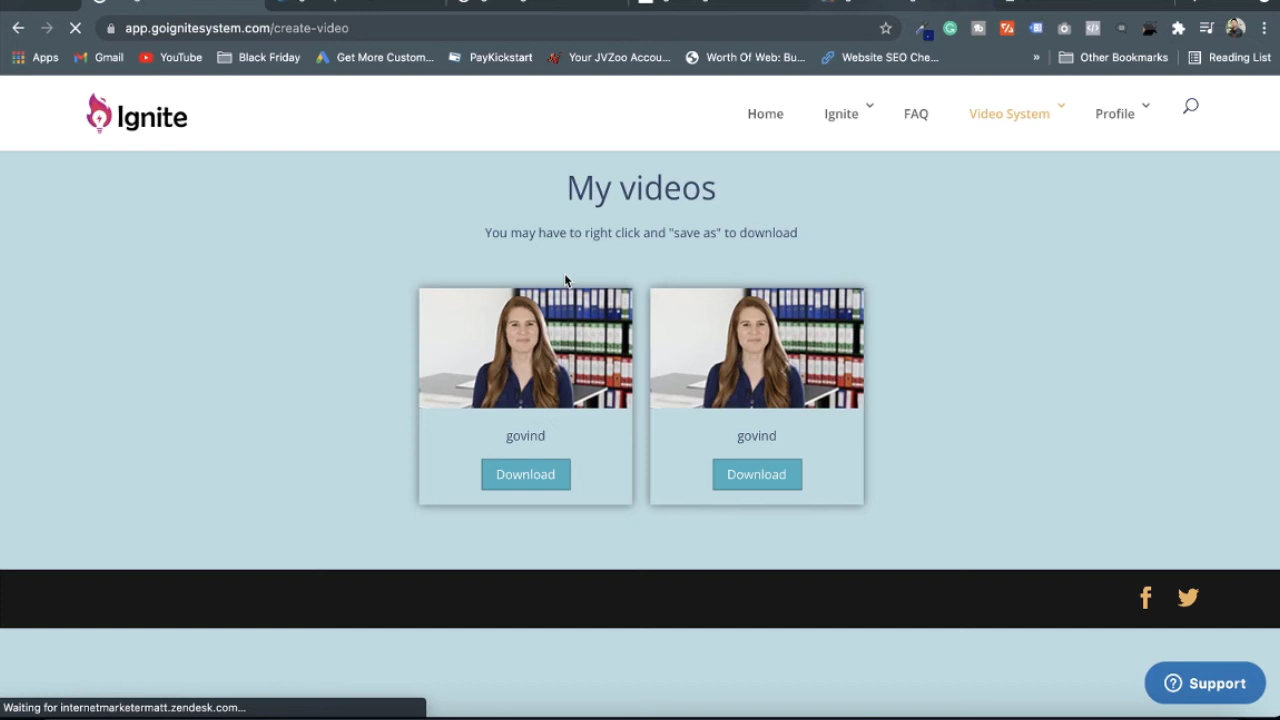 app.goignitesystem.com/create-video
Apps
Gmail
YouTube
Black Friday
Get More Custom...
PayKickstart
Your JVZoo Accou...
Worth Of Web: Bu...
Website SEO Che...
»
Other Bookmarks
Reading List
Ignite
Home
Ignite
FAQ
Video System
Profile
My videos
You may have to right click and "save as" to download
govind
govind
Download
Download
Waiting for internetmarketermatt.zendesk.com...
Support